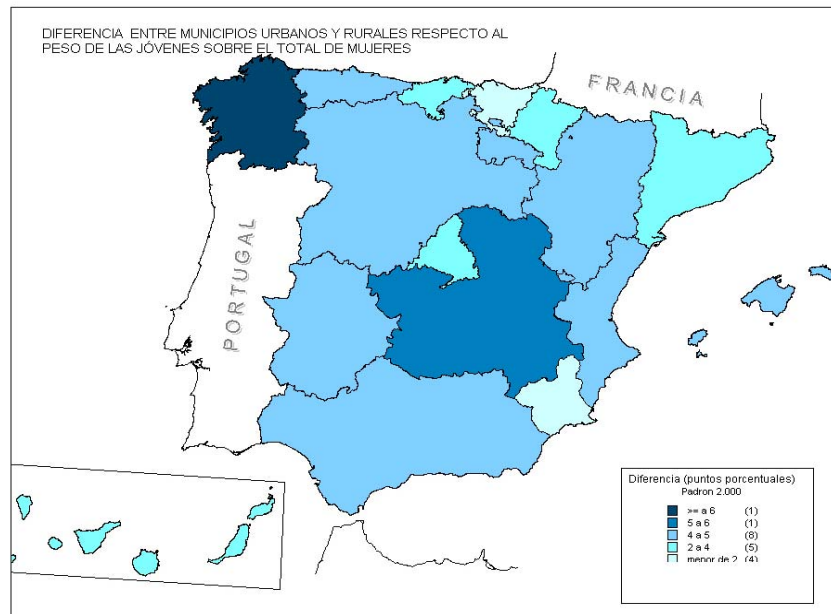 DIFERENCIA ENTRE MUNICIPIOS URBANOS Y RURALES RESPECTO AL
PESO DE LAS JÓVENES SOBRE EL TOTAL DE MUJERES
FRANCIA
PORTUGAL
Diferencia (puntos porcentuales)
Padron 2.000
>= a 6 (1)
5 a 6 (1)
4 a 5 (8)
2 a 4 (5)
menor de 2 (4)